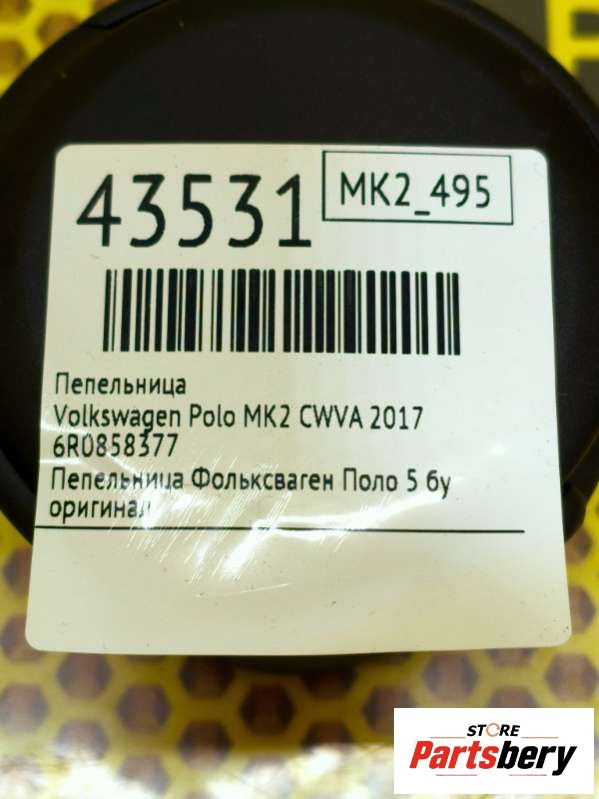 43531
MK2_495
Пепельница
Volkswagen Polo MK2 CWVA 2017
6R0858377
Пепельница Фольксваген Поло 5 бу
оригинал
STORE
Partsbery